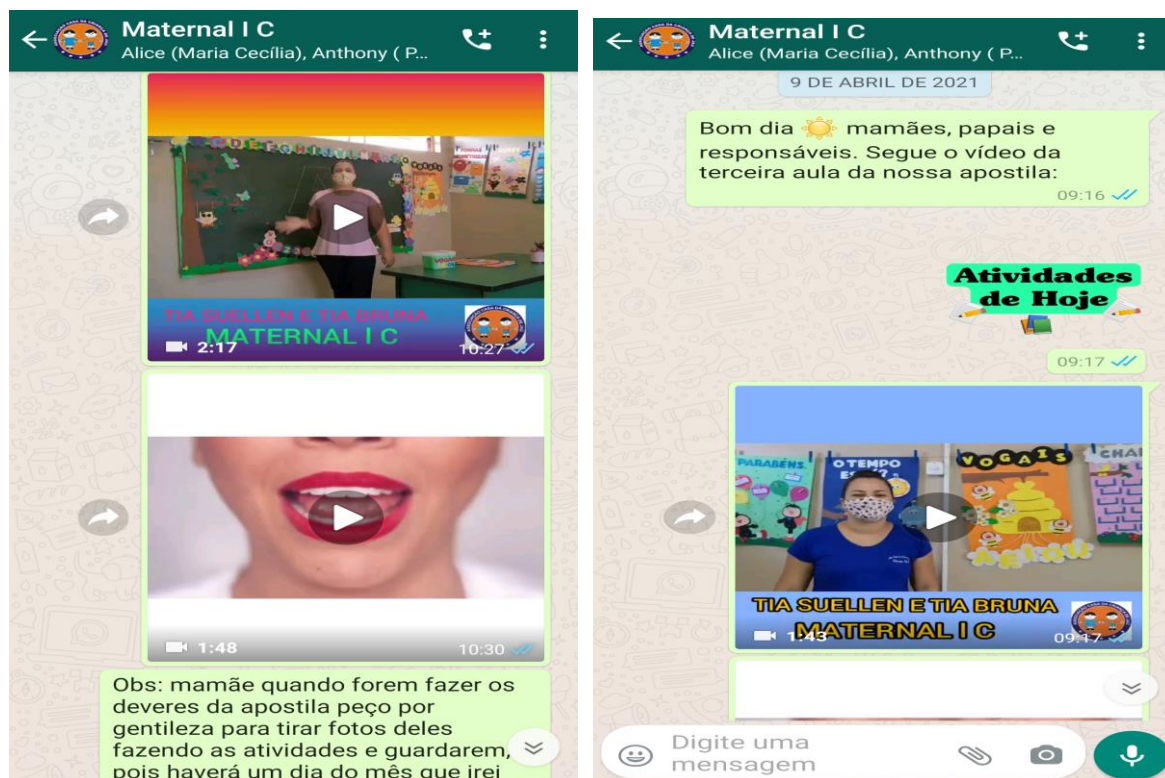 Maternal I C
Alice (Maria Cecília), Anthony ( P...
TIA SUELLEN E TIA BRUNA
MATERNAL I C
2:17
10:27
1:48
10:30
Obs: mamãe quando forem fazer os
deveres da apostila peço por
gentileza para tirar fotos deles
fazendo as atividades e guardarem,
pois haverá um dia do mês que irei
Maternal I C
Alice (Maria Cecília), Anthony ( P...
9 DE ABRIL DE 2021
Bom dia mamães, papais e
responsáveis. Segue o vídeo da
terceira aula da nossa apostila:
09:16
Atividades
de Hoje
09:17
PARABÉNS
O TEMPO
VOGAIS
AEIOU
TIA SUELLEN E TIA BRUNA
MATERNAL I C
1:43
09:17
Digite uma
mensagem